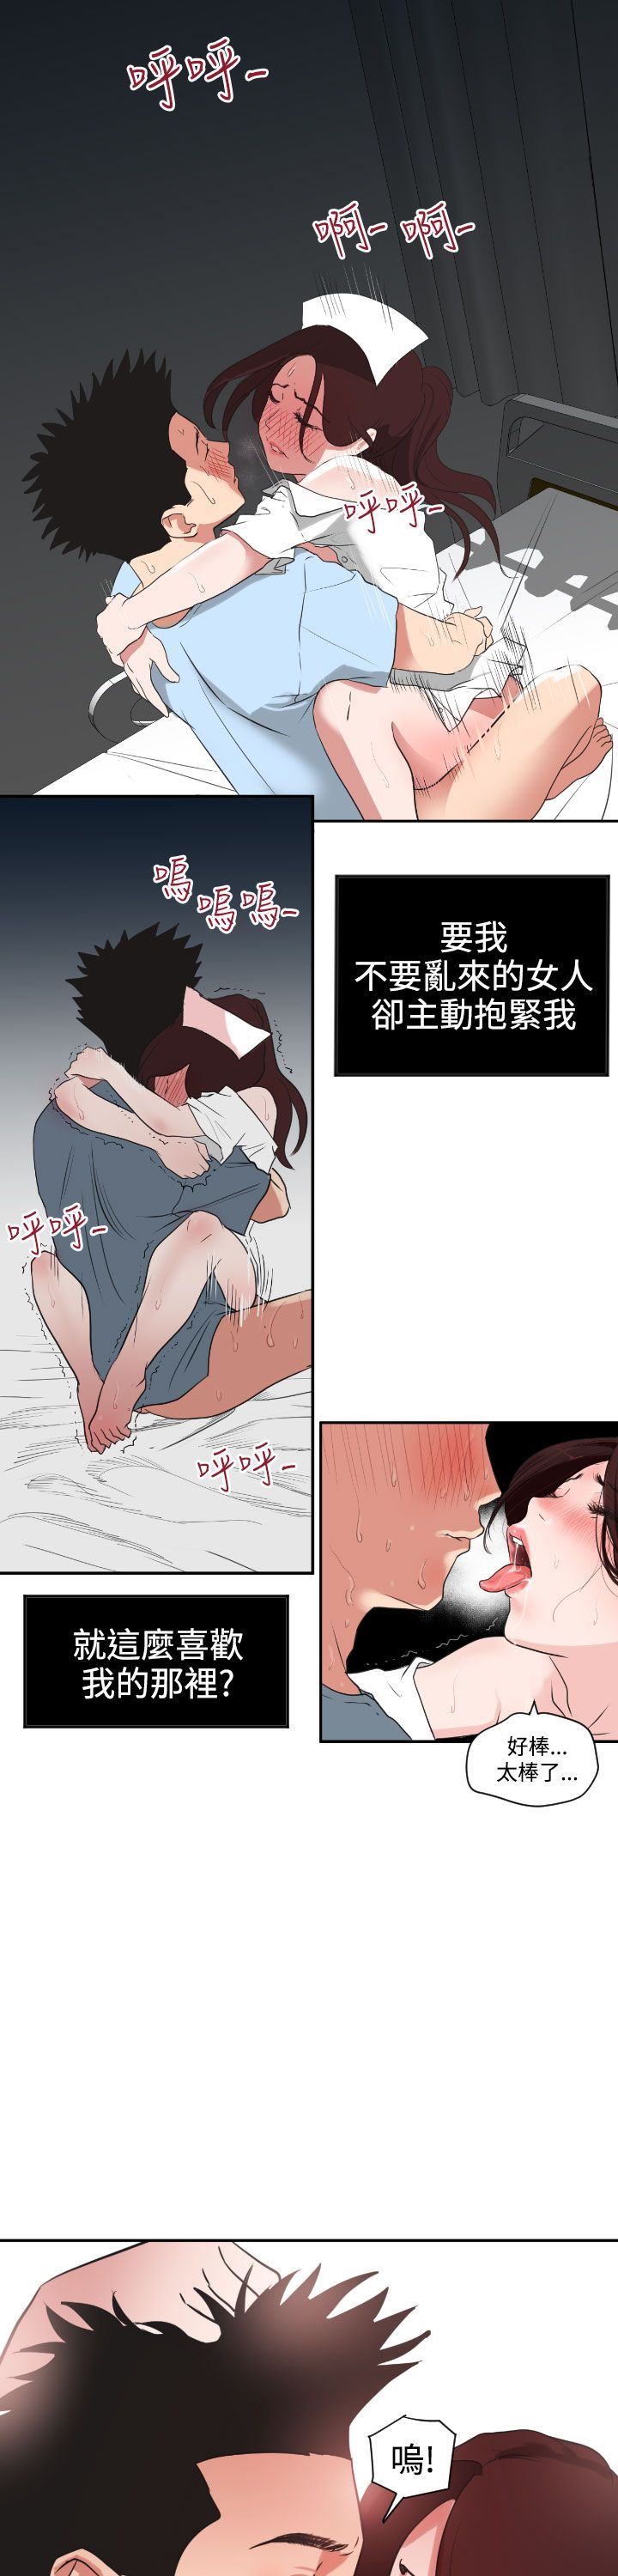 呼呼-
啊- 啊-
呼呼-
嗚
嗚嗚-
要我
不要亂來的女人
卻主動抱緊我
呼呼-
呼呼-
就這麼喜歡
我的那裡?
好棒...
太棒了...
嗚!